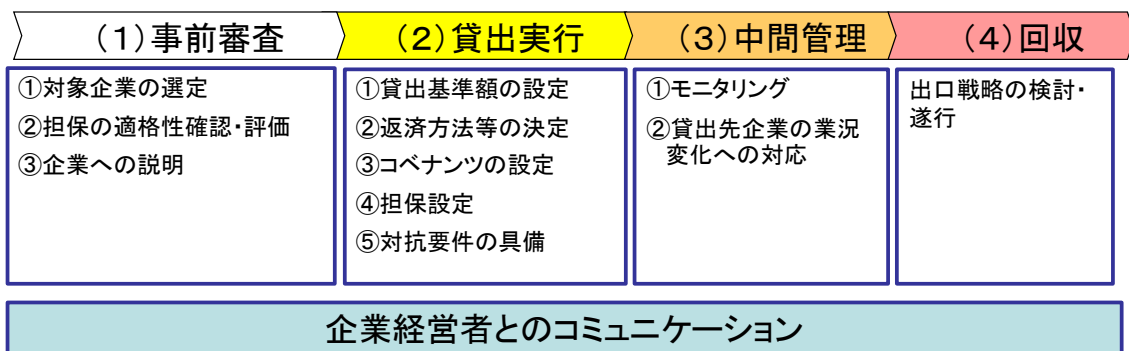 (1)事前審査
(2)貸出実行
(3)中間管理
(4)回収
①対象企業の選定
②担保の適格性確認・評価
③企業への説明
①貸出基準額の設定
②返済方法等の決定
③コベナンツの設定
④担保設定
⑤対抗要件の具備
①モニタリング
②貸出先企業の業況
変化への対応
出口戦略の検討・
遂行
企業経営者とのコミュニケーション